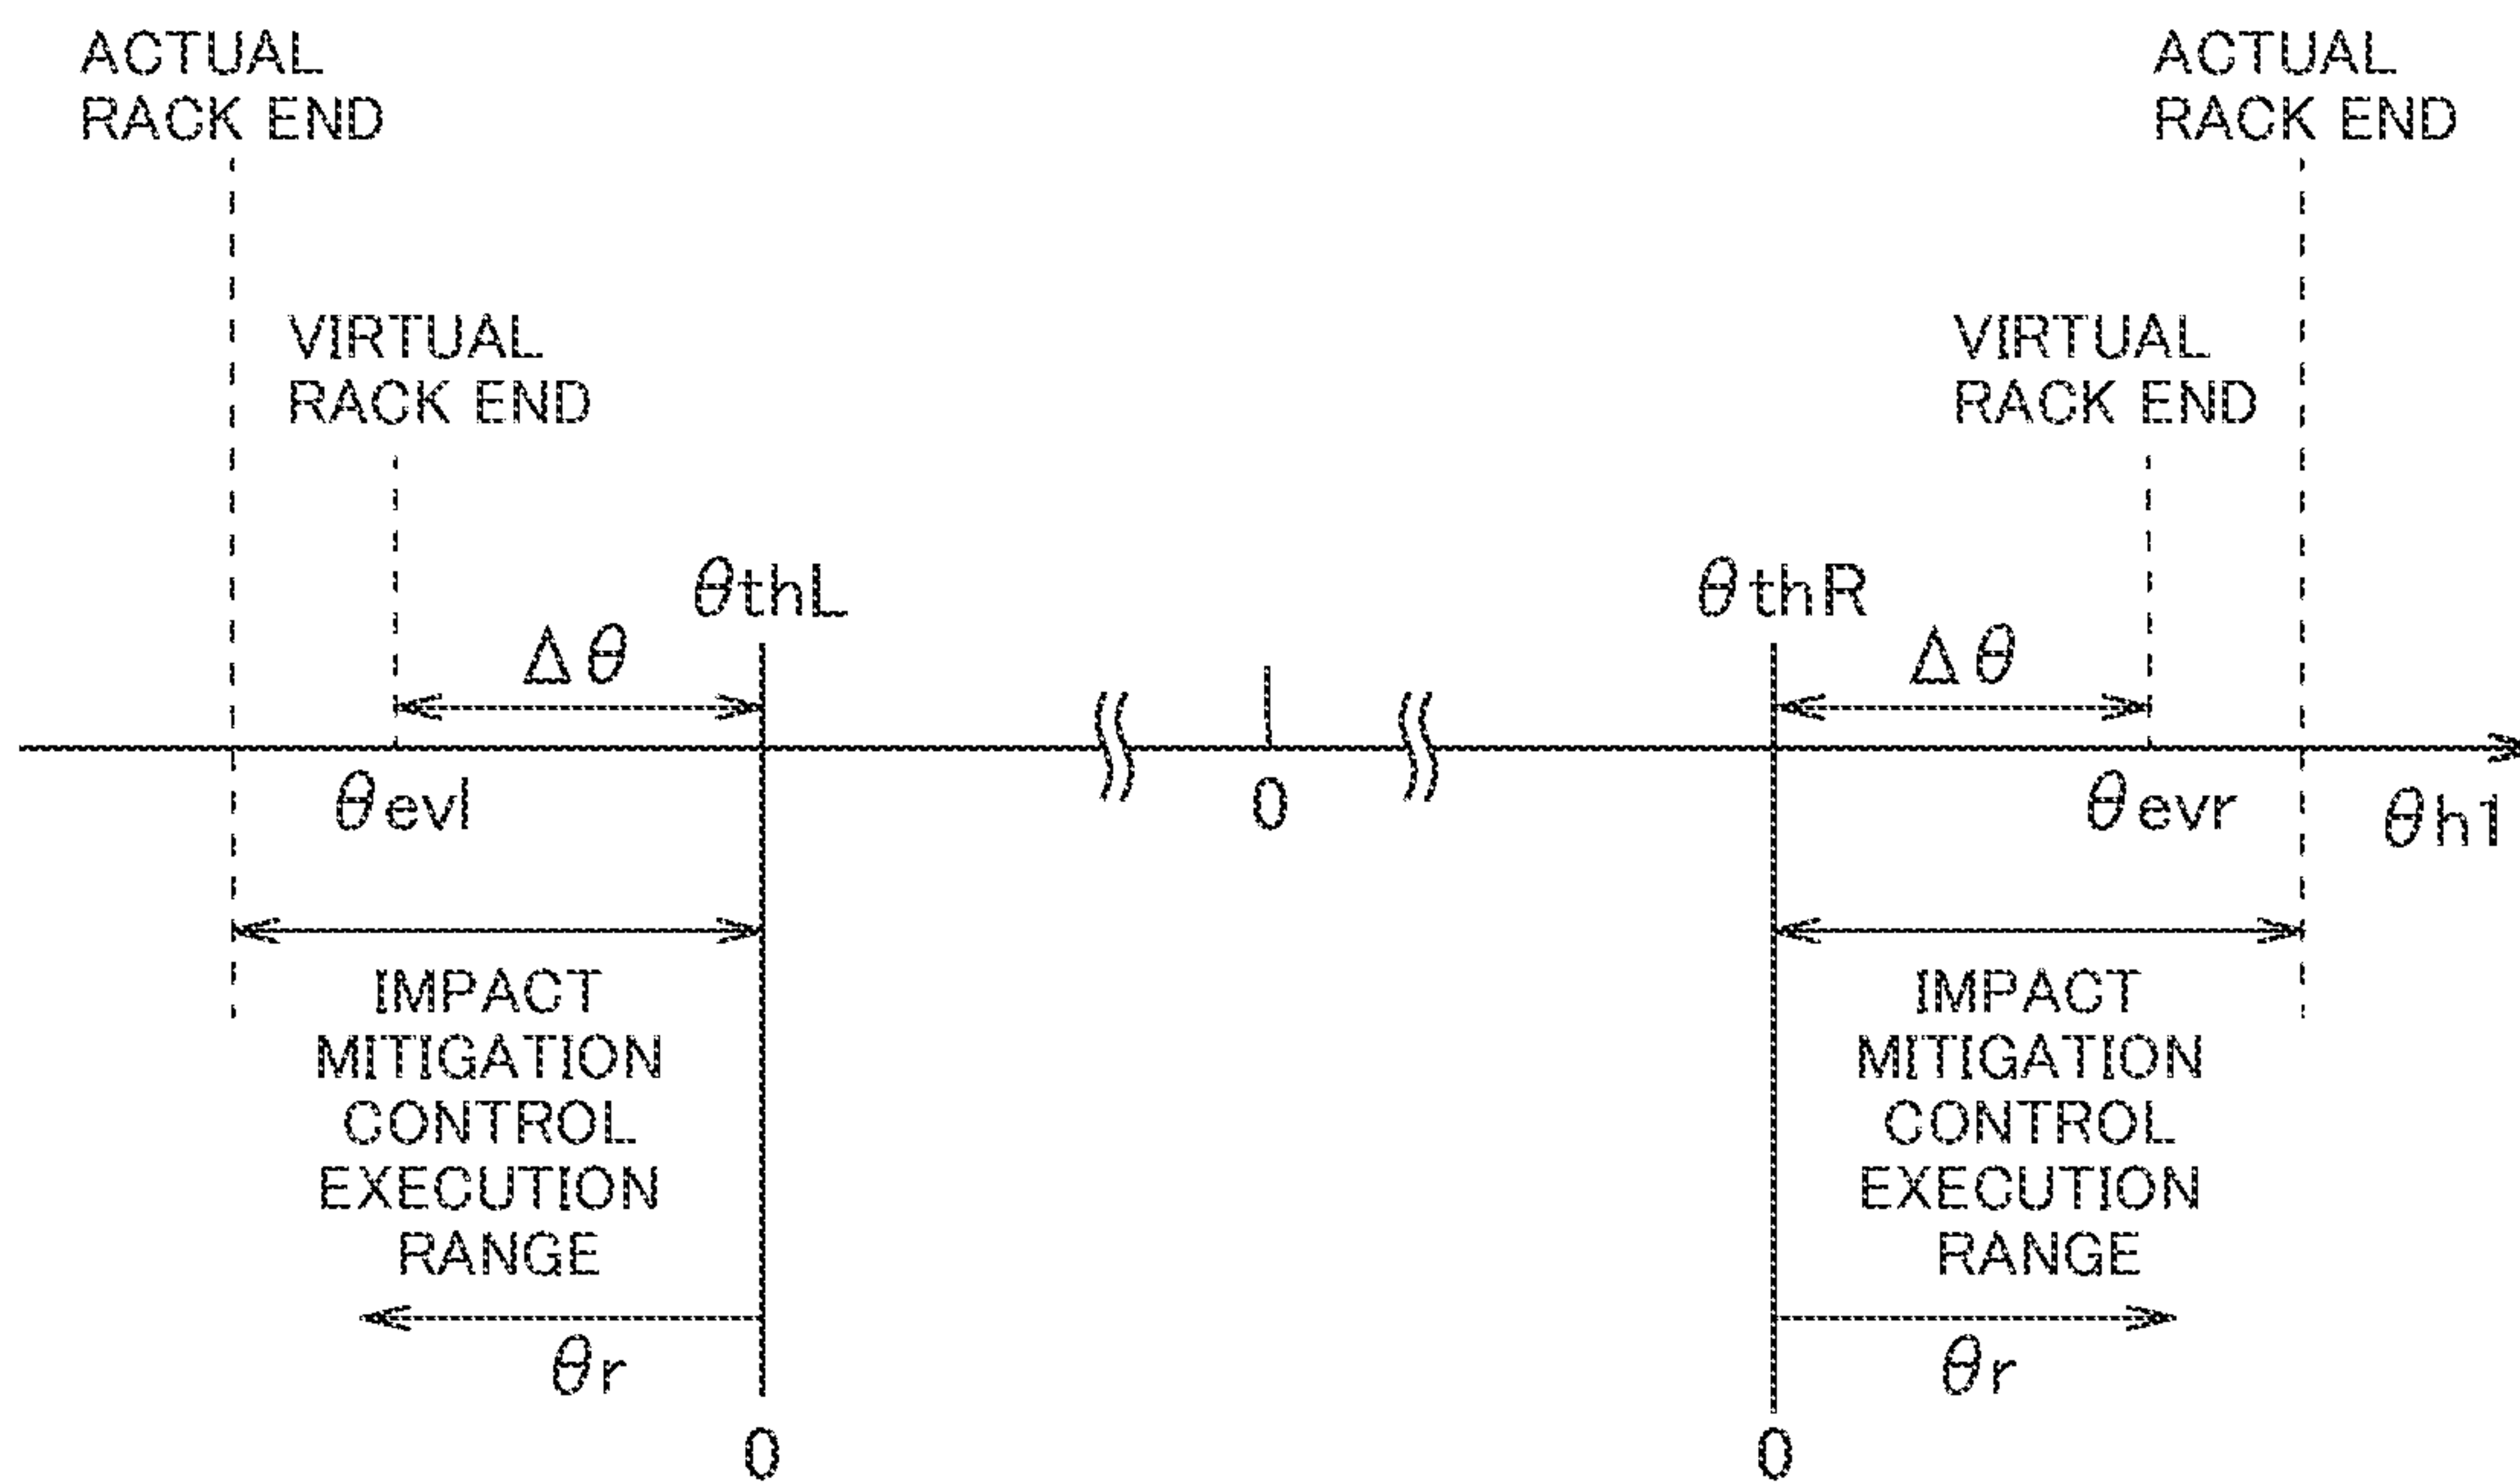 ACTUAL
RACK END
ACTUAL
RACK END
VIRTUAL
RACK END
VIRTUAL
RACK END
θthL
θthR
Δθ
Δθ
θevl
0
θevr
θh1
IMPACT
MITIGATION
CONTROL
EXECUTION
RANGE
IMPACT
MITIGATION
CONTROL
EXECUTION
RANGE
θr
θr
0
0